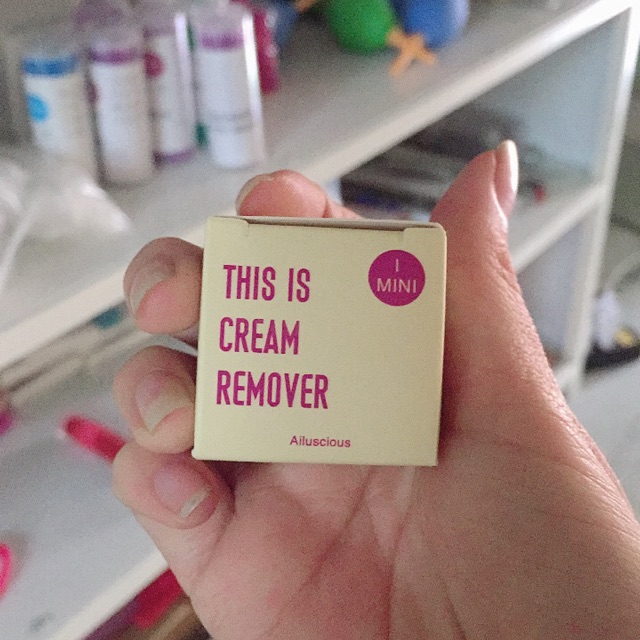 THIS IS
CREAM
REMOVER
I
MINI
Ailuscious